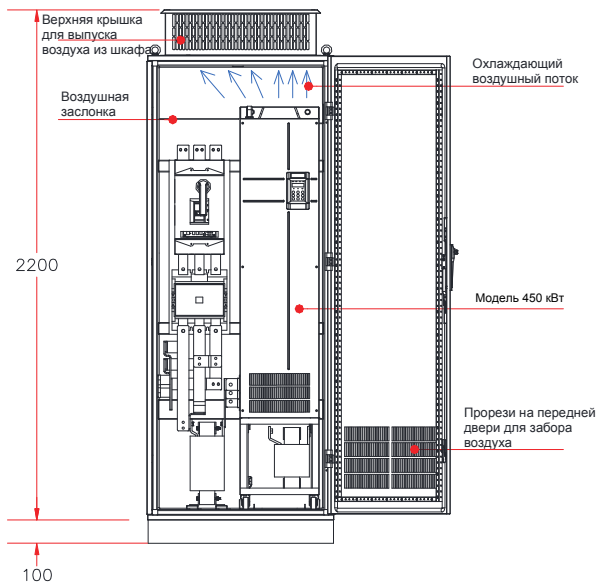 Верхняя крышка
для выпуска
воздуха из шкафа
Охлаждающий
воздушный поток
Воздушная
заслонка
2200
Модель 450 кВт
Прорези на передней
двери для забора
воздуха
100